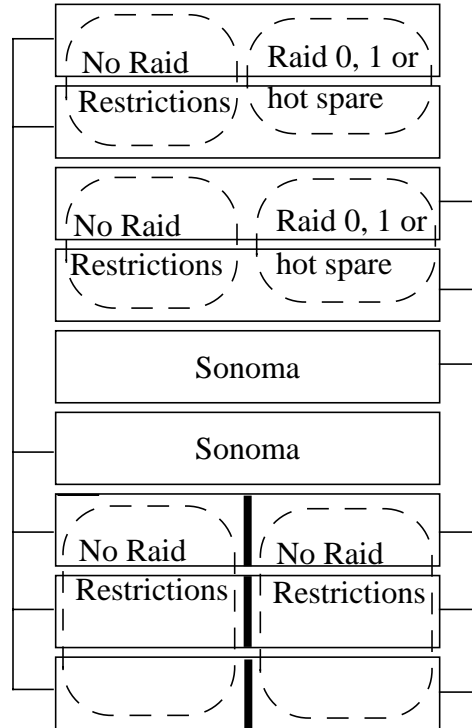 No Raid
Restrictions
Raid 0, 1 or
hot spare
No Raid
Restrictions
Raid 0, 1 or
hot spare
Sonoma
Sonoma
No Raid
Restrictions
No Raid
Restrictions